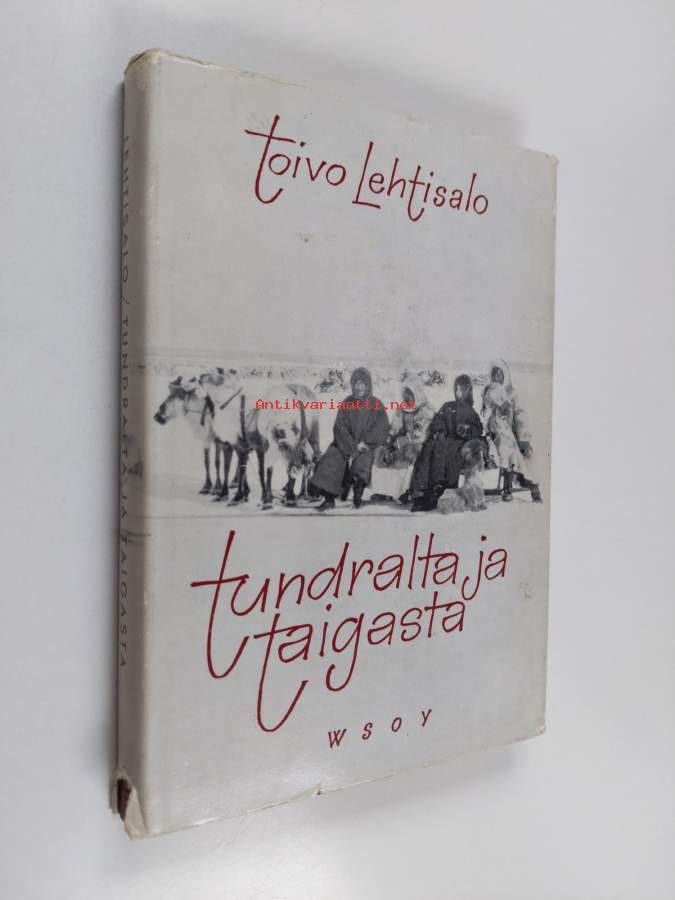 toivo Lehtisalo
Antikvariaatti.net
tundralta ja
taigasta
WSOY
LEHTISALO / TUNDRALTA JA TAIGASTA